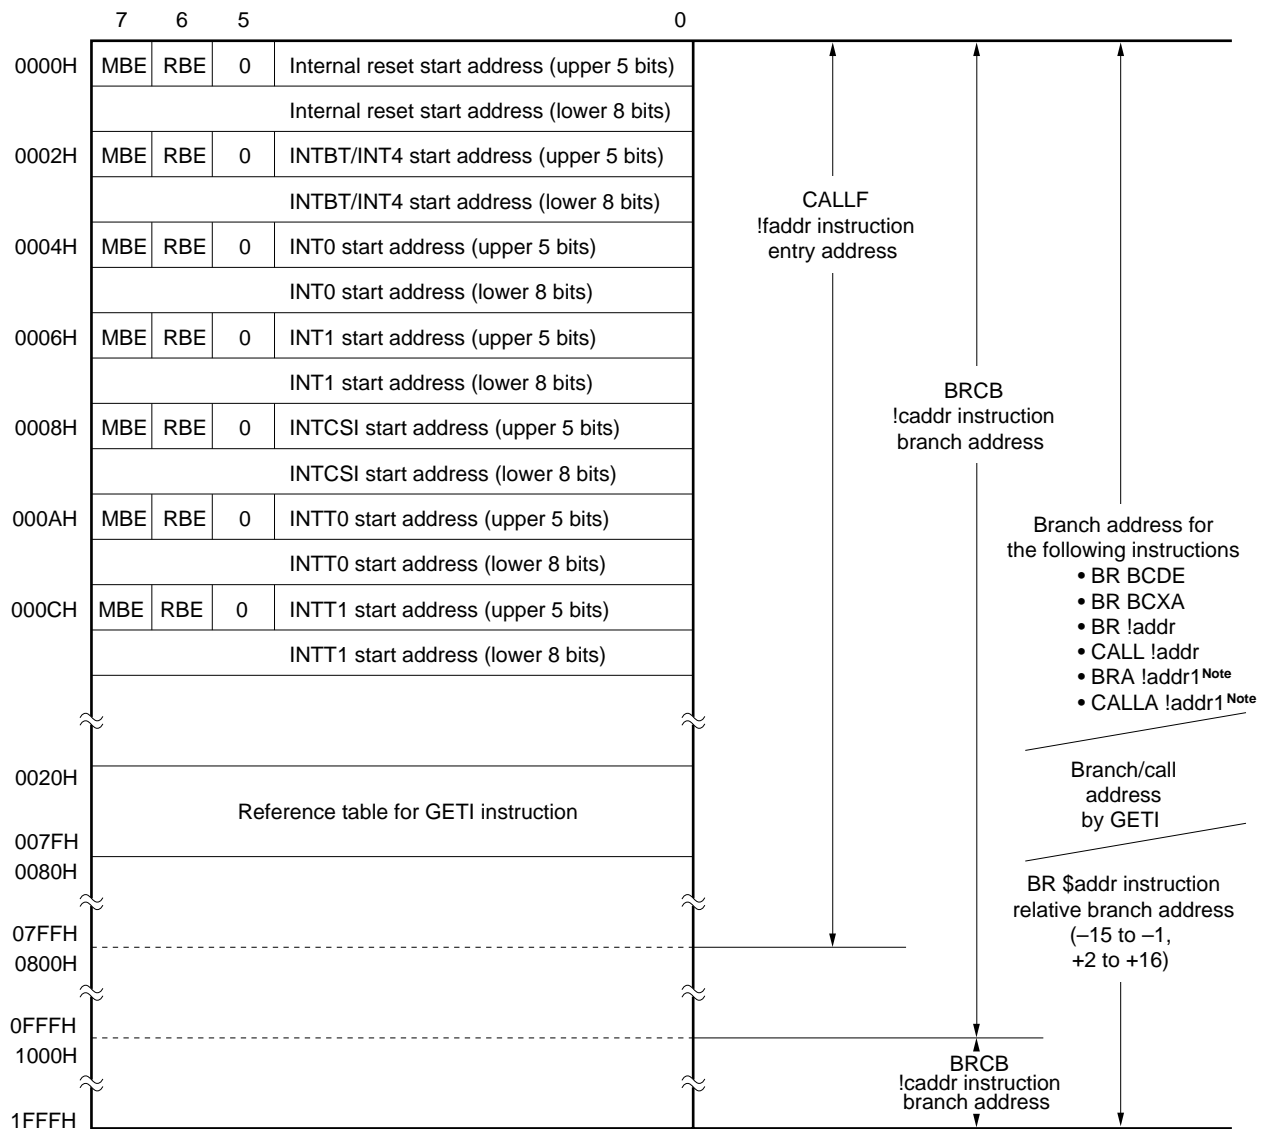 7 6 5 0
0000H MBE RBE 0 Internal reset start address (upper 5 bits)
Internal reset start address (lower 8 bits)
0002H MBE RBE 0 INTBT/INT4 start address (upper 5 bits)
INTBT/INT4 start address (lower 8 bits)
0004H MBE RBE 0 INT0 start address (upper 5 bits)
INT0 start address (lower 8 bits)
0006H MBE RBE 0 INT1 start address (upper 5 bits)
INT1 start address (lower 8 bits)
0008H MBE RBE 0 INTCSI start address (upper 5 bits)
INTCSI start address (lower 8 bits)
000AH MBE RBE 0 INTT0 start address (upper 5 bits)
INTT0 start address (lower 8 bits)
000CH MBE RBE 0 INTT1 start address (upper 5 bits)
INTT1 start address (lower 8 bits)
0020H
Reference table for GETI instruction
007FH
0080H
07FFH
0800H
0FFFH
1000H
1FFFH
CALLF
!faddr instruction
entry address
BRCB
!caddr instruction
branch address
BRCB
!caddr instruction
branch address
Branch address for
the following instructions
• BR BCDE
• BR BCXA
• BR !addr
• CALL !addr
• BRA !addr1Note
• CALLA !addr1Note
Branch/call
address
by GETI
BR $addr instruction
relative branch address
(–15 to –1,
+2 to +16)